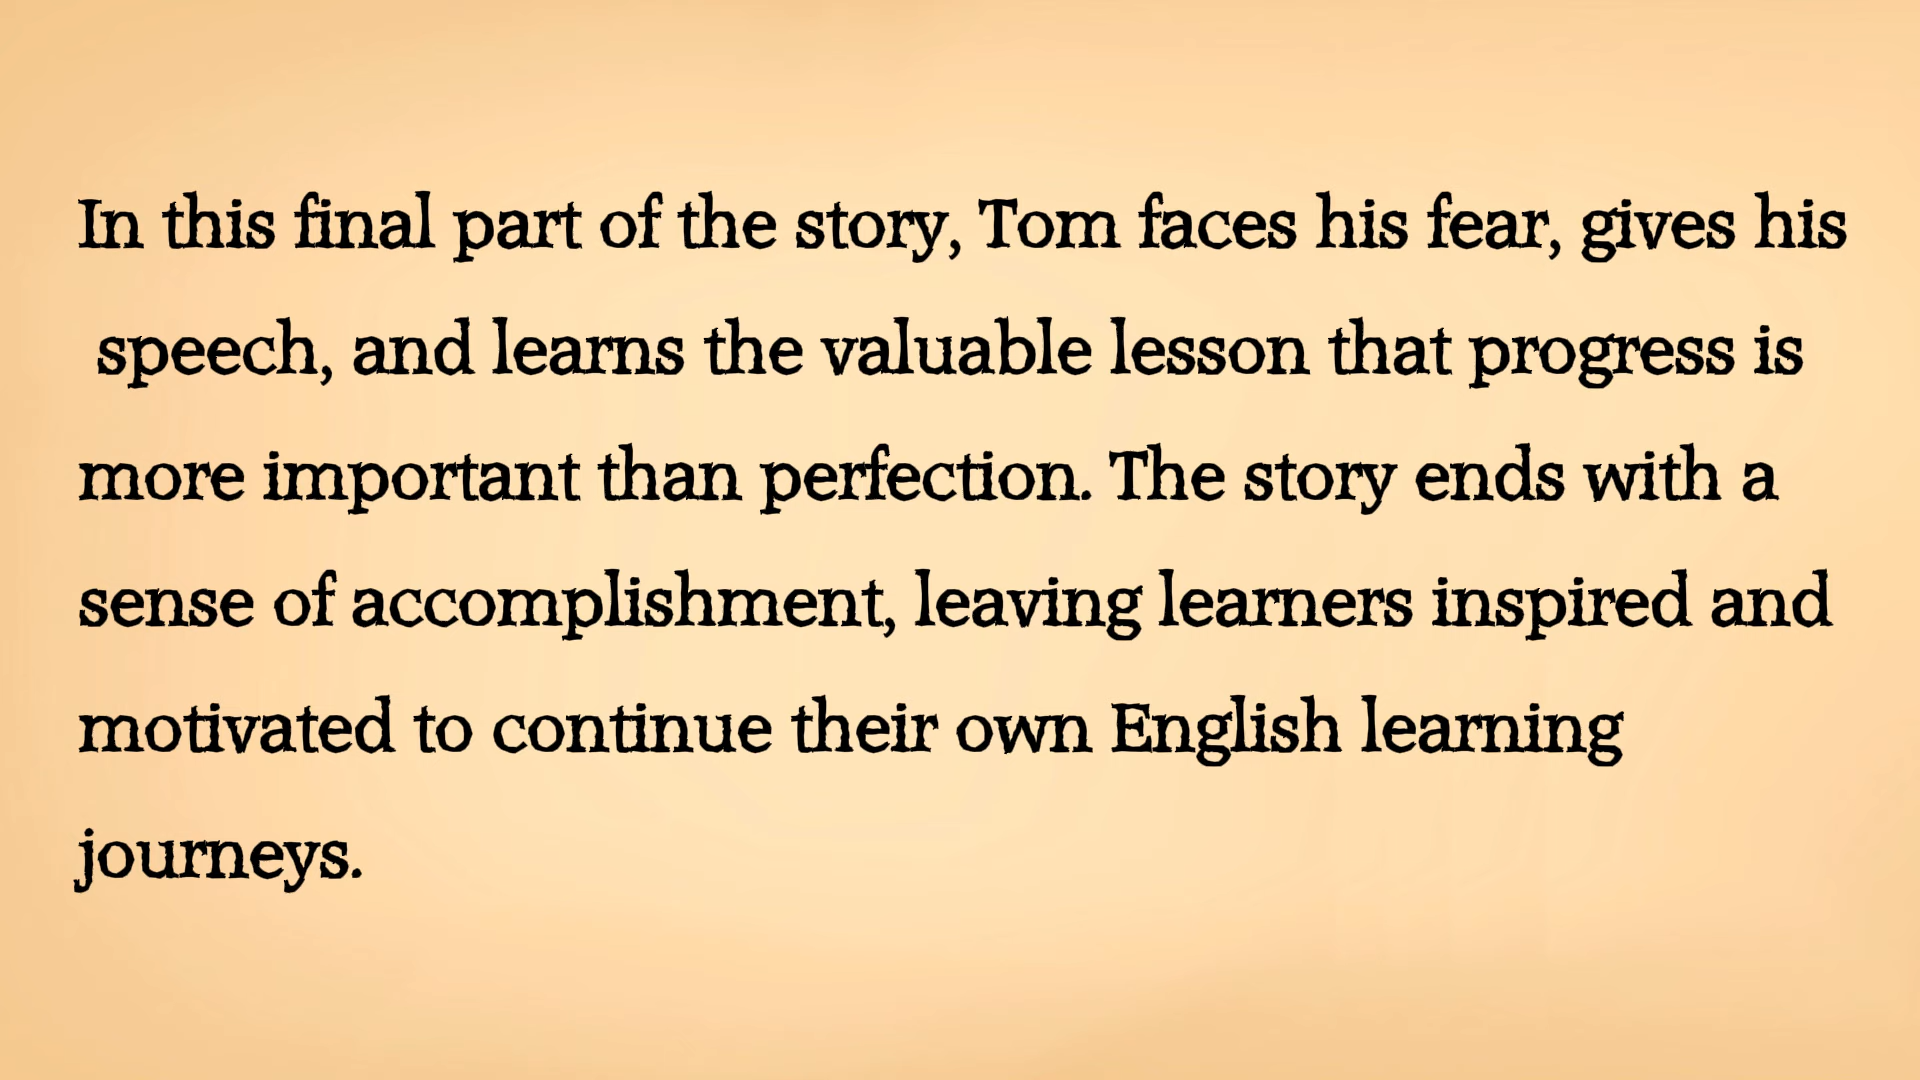 In this final part of the story, Tom faces his fear, gives his
speech, and learns the valuable lesson that progress is
more important than perfection. The story ends with a
sense of accomplishment, leaving learners inspired and
motivated to continue their own English learning
journeys.